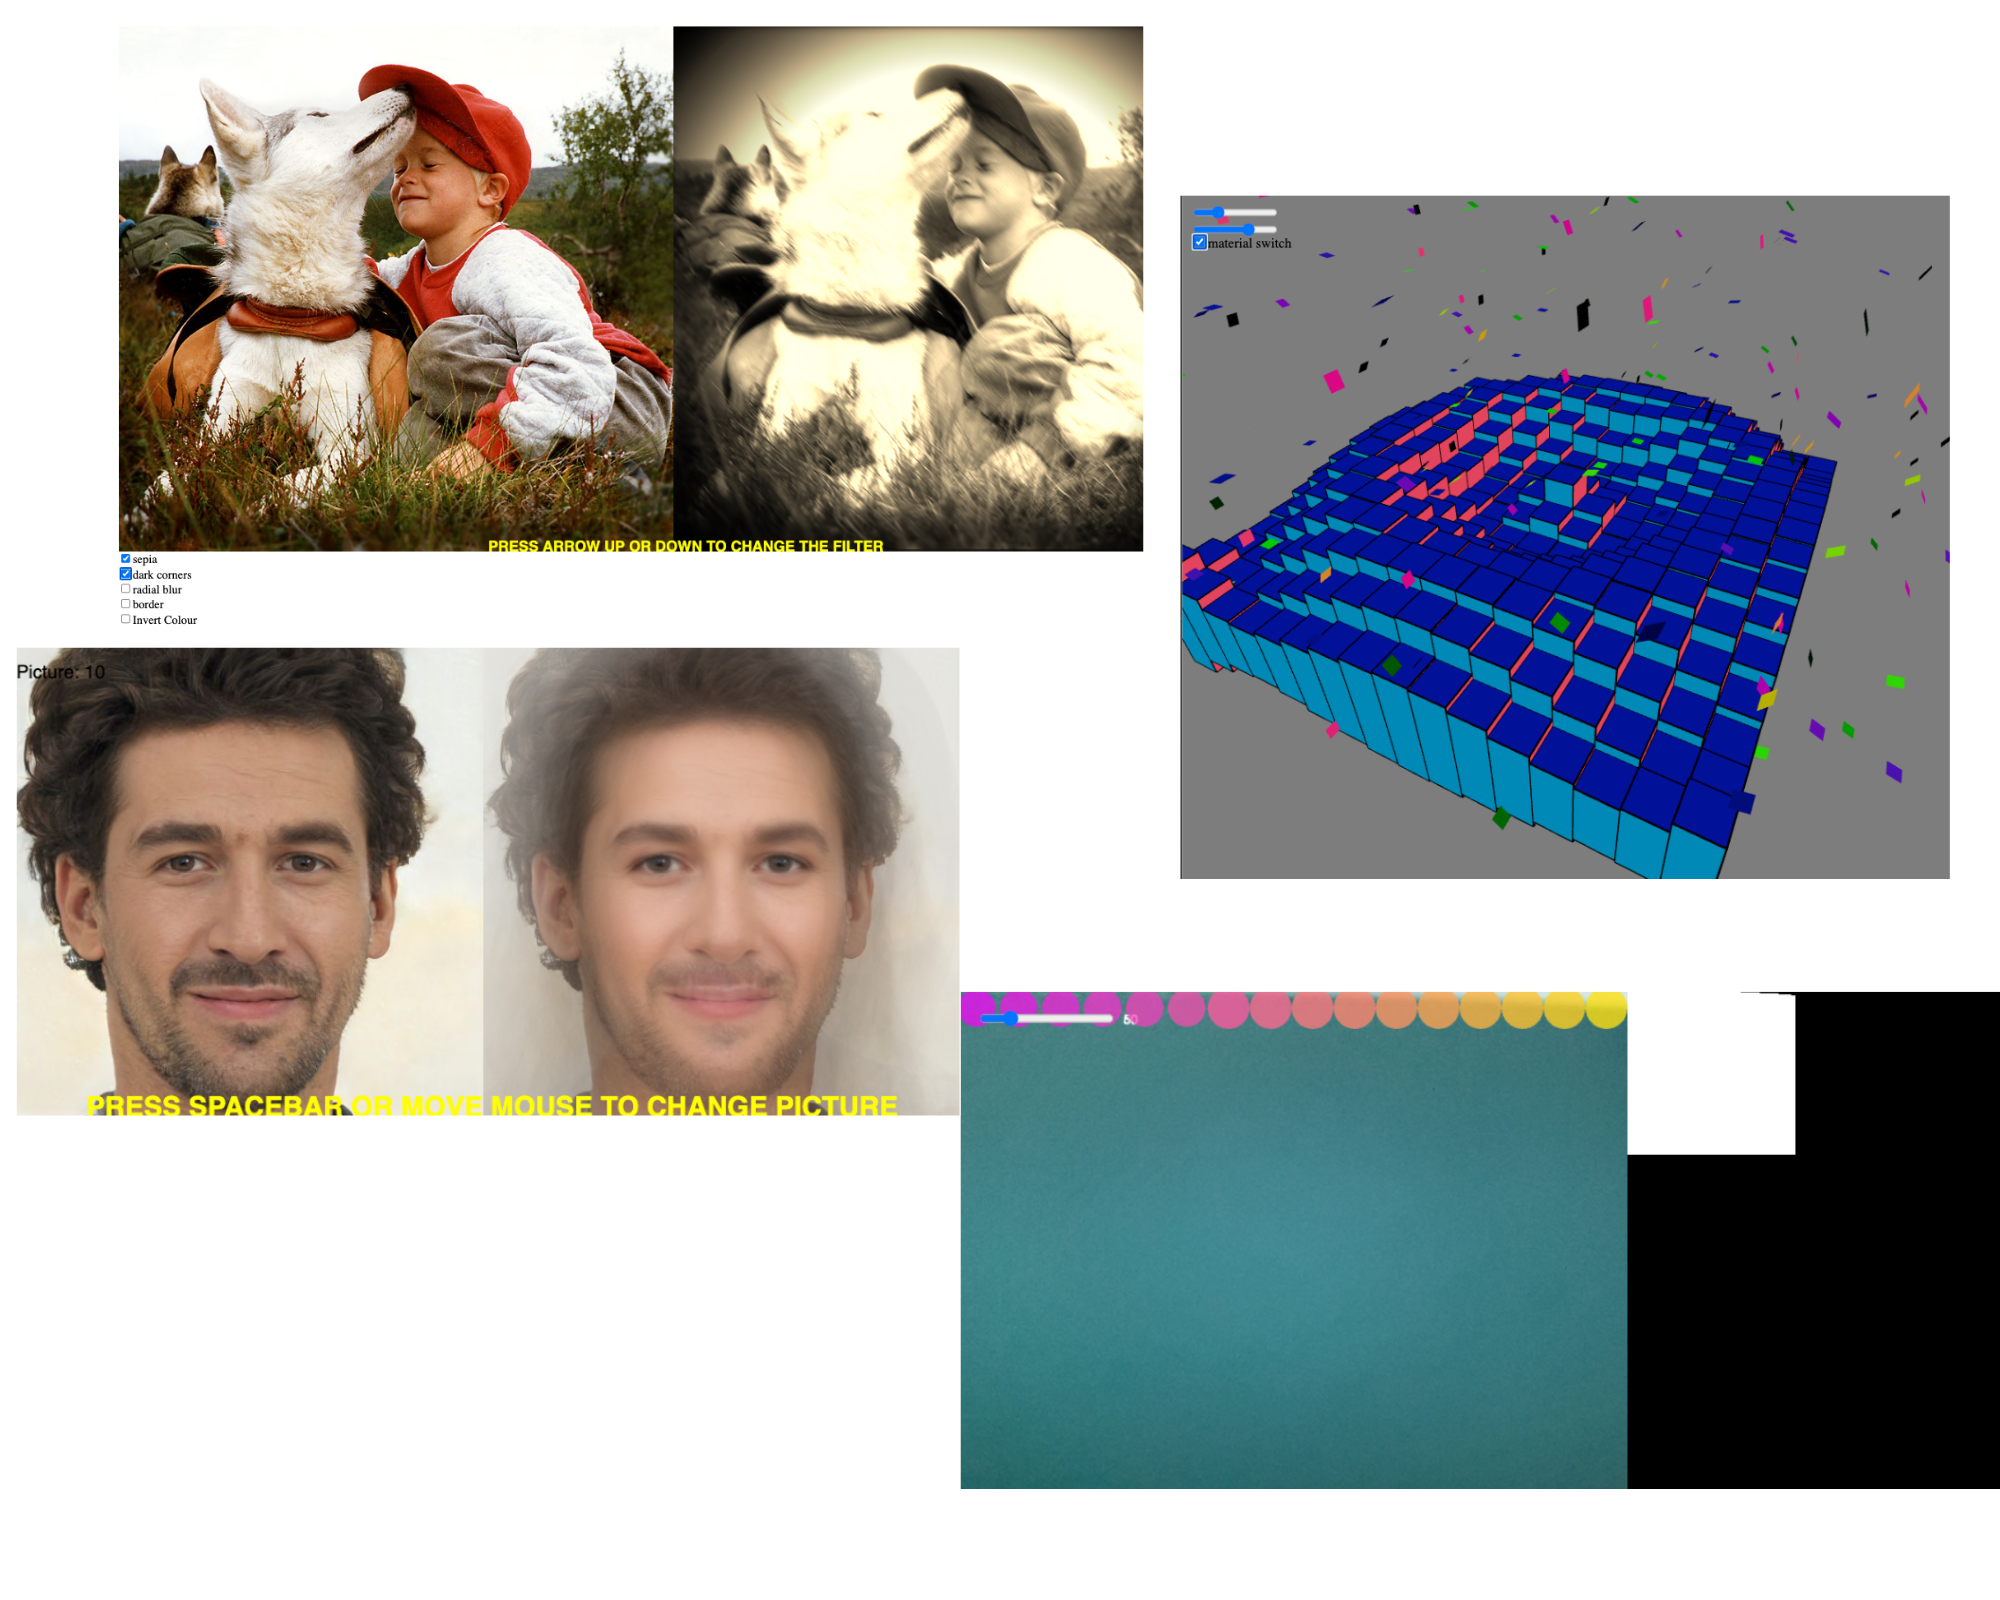 PRESS ARROW UP OR DOWN TO CHANGE THE FILTER
sepia
dark corners
radial blur
border
Invert Colour
material switch
Picture: 10
PRESS SPACEBAR OR MOVE MOUSE TO CHANGE PICTURE
50